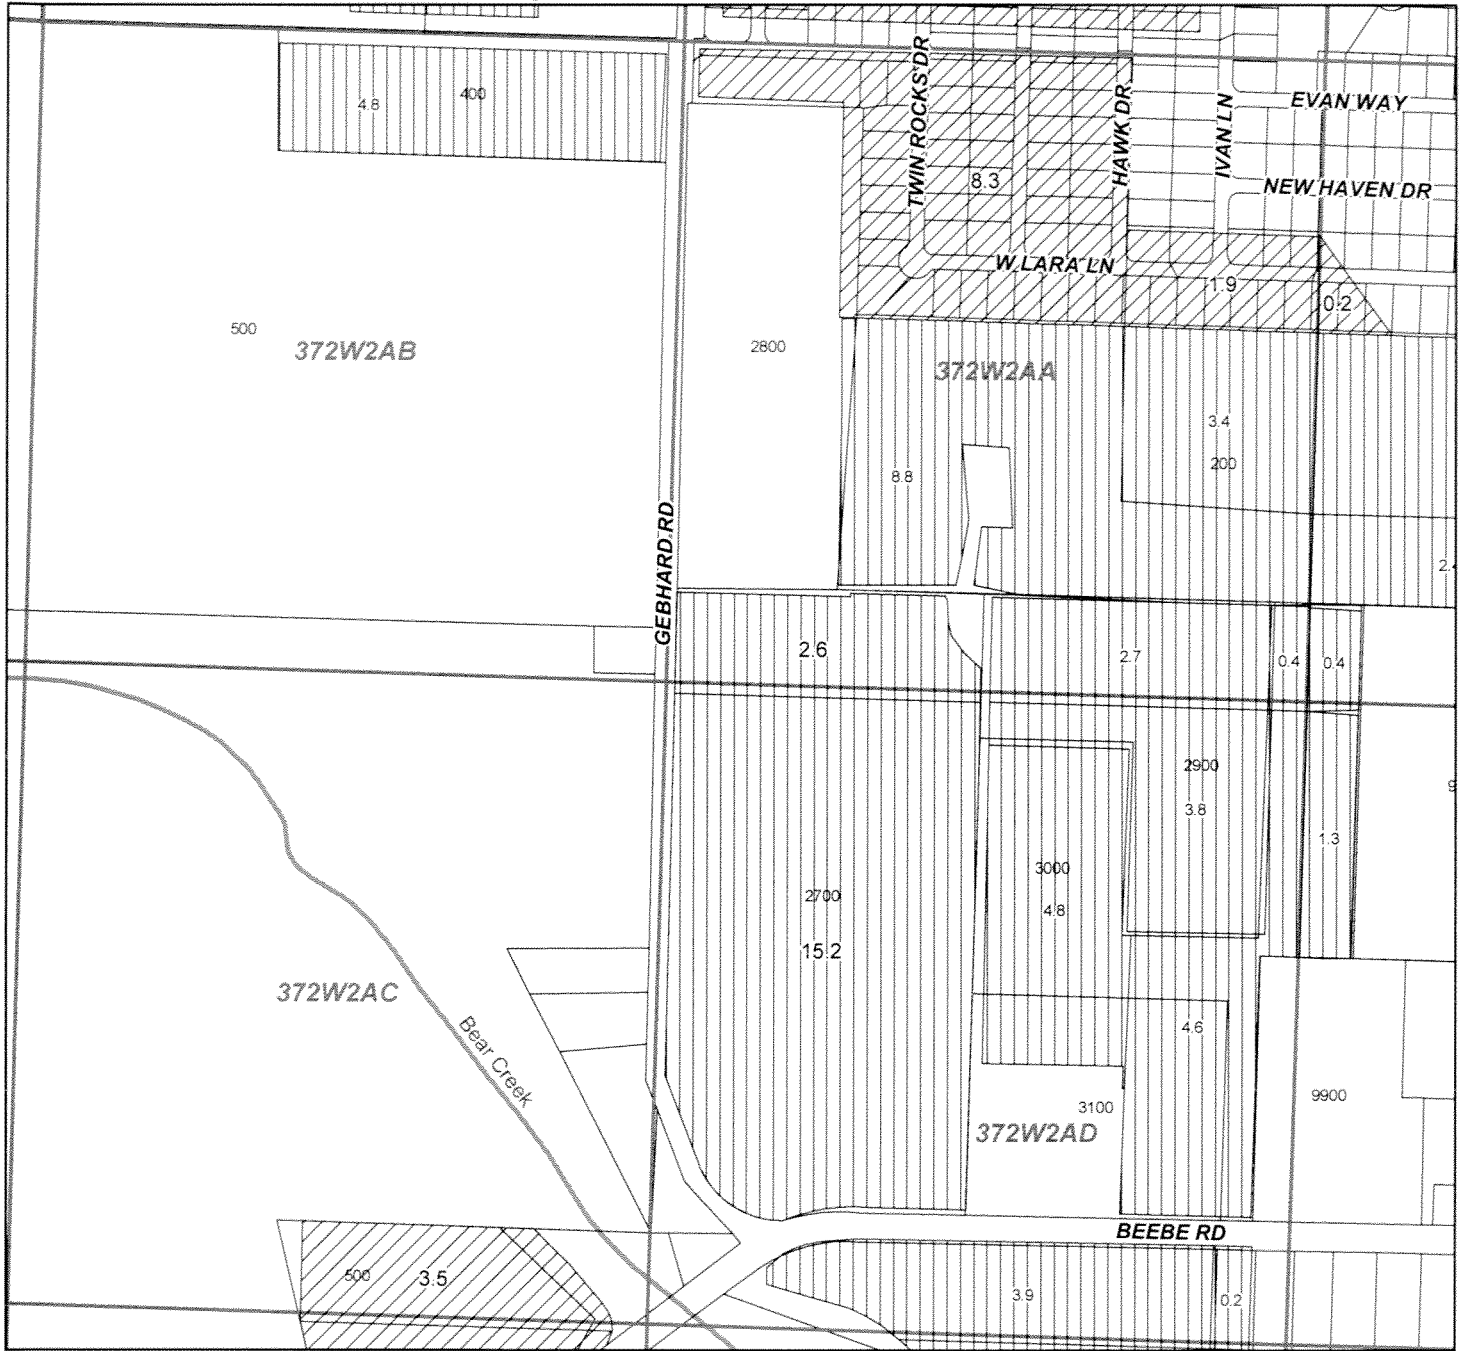 TWIN ROCKS DR
HAWK DR
IVAN LN
EVAN WAY
4.8
400
NEW HAVEN DR
8.3
W LARA LN
1.9
0.2
500
372W2AB
2800
372W2AA
3.4
200
8.8
GEBHARD RD
2.6
2.7
0.4
0.4
2900
3.8
1.3
3000
2700
4.8
15.2
372W2AC
Bear Creek
4.6
9900
3100
372W2AD
BEEBE RD
500
3.5
3.9
0.2